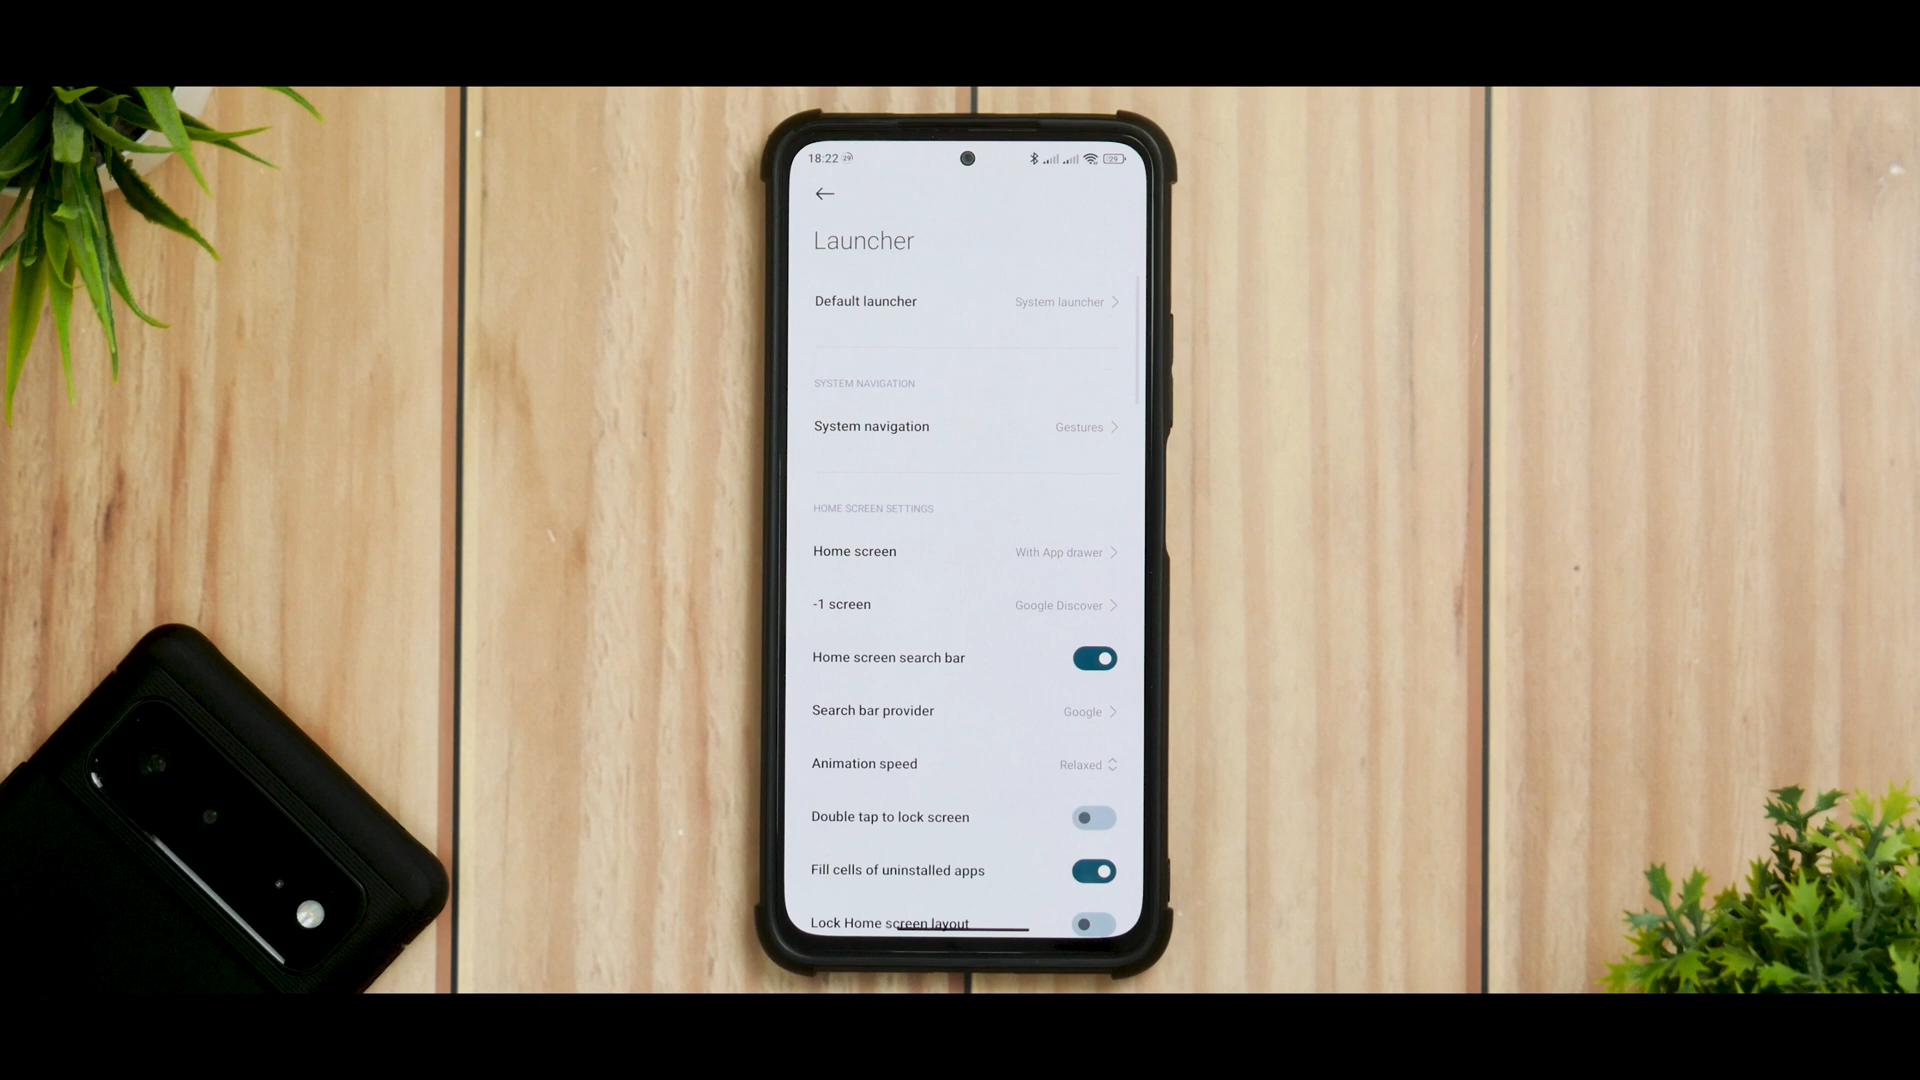 18:22 29
29
Launcher
Default launcher System launcher
SYSTEM NAVIGATION
System navigation Gestures
HOME SCREEN SETTINGS
Home screen With App drawer
-1 screen Google Discover
Home screen search bar
Search bar provider Google
Animation speed Relaxed
Double tap to lock screen
Fill cells of uninstalled apps
Lock Home screen layout